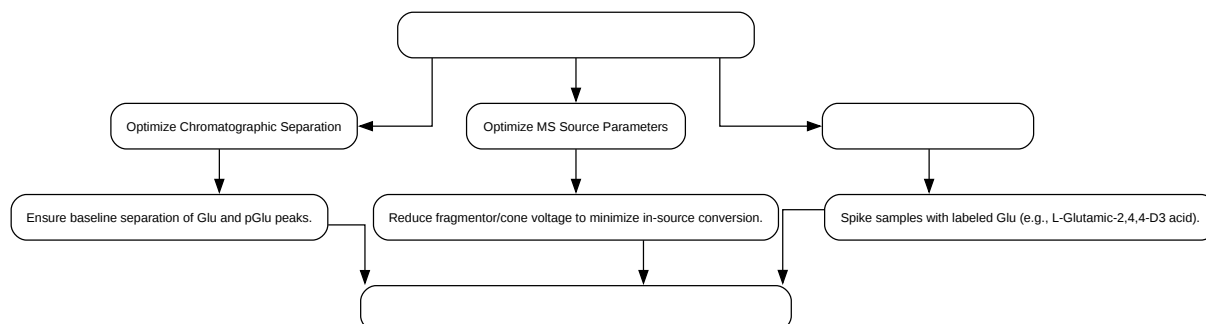 Optimize Chromatographic Separation
Optimize MS Source Parameters
Ensure baseline separation of Glu and pGlu peaks.
Reduce fragmentor/cone voltage to minimize in-source conversion.
Spike samples with labeled Glu (e.g., L-Glutamic-2,4,4-D3 acid).